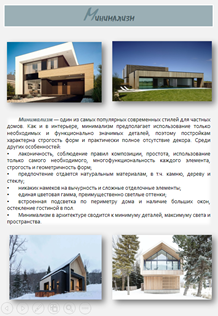 Минимализм
Минимализм — один из самых популярных современных стилей для частных
домов. Как и в интерьере, минимализм предполагает использование только
необходимых и функционально значимых деталей, поэтому постройкам
характерна строгость форм и практически полное отсутствие декора. Среди
других особенностей:
• лаконичность, соблюдение правил композиции, простота, использование
только самого необходимого, многофункциональность каждого элемента,
строгость и геометричность форм;
• предпочтение отдается натуральным материалам, в т.ч. камню, дереву и
стеклу;
• никаких намеков на вычурность и сложные отделочные элементы;
• единая цветовая гамма, преимущественно светлые оттенки;
• встроенная подсветка по периметру дома и наличие больших окон,
остекление гостиной в пол.
• Минимализм в архитектуре сводится к минимуму деталей, максимуму света и
пространства.